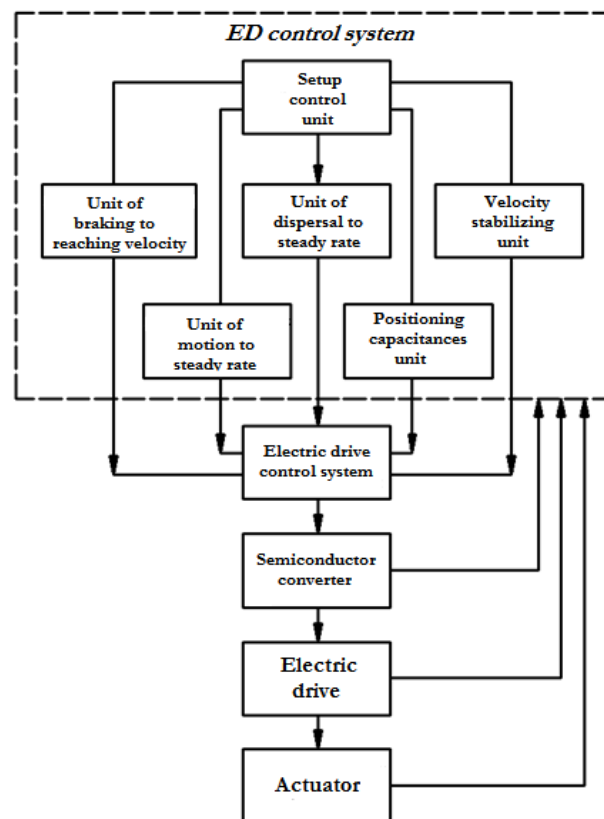 ED control system
Setup
control
unit
Unit of
braking to
reaching velocity
Unit of
dispersal to
steady rate
Velocity
stabilizing
unit
Unit of
motion to
steady rate
Positioning
capacitances
unit
Electric drive
control system
Semiconductor
converter
Electric
drive
Actuator